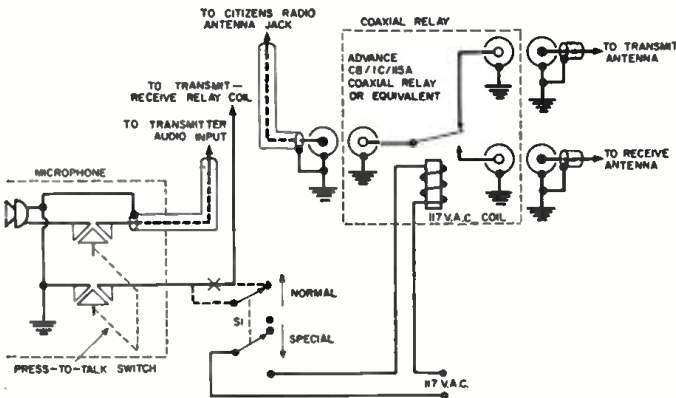 TO CITIZENS RADIO
ANTENNA JACK
COAXIAL RELAY
TO TRANSMIT
ANTENNA
ADVANCE
CB/1C/115A
COAXIAL RELAY
OR EQUIVALENT
TO TRANSMIT-
RECEIVE RELAY COIL
TO TRANSMITTER
AUDIO INPUT
MICROPHONE
TO RECEIVE
ANTENNA
117 V.A.C. COIL
NORMAL
S1
SPECIAL
PRESS-TO-TALK SWITCH
117 V.A.C.